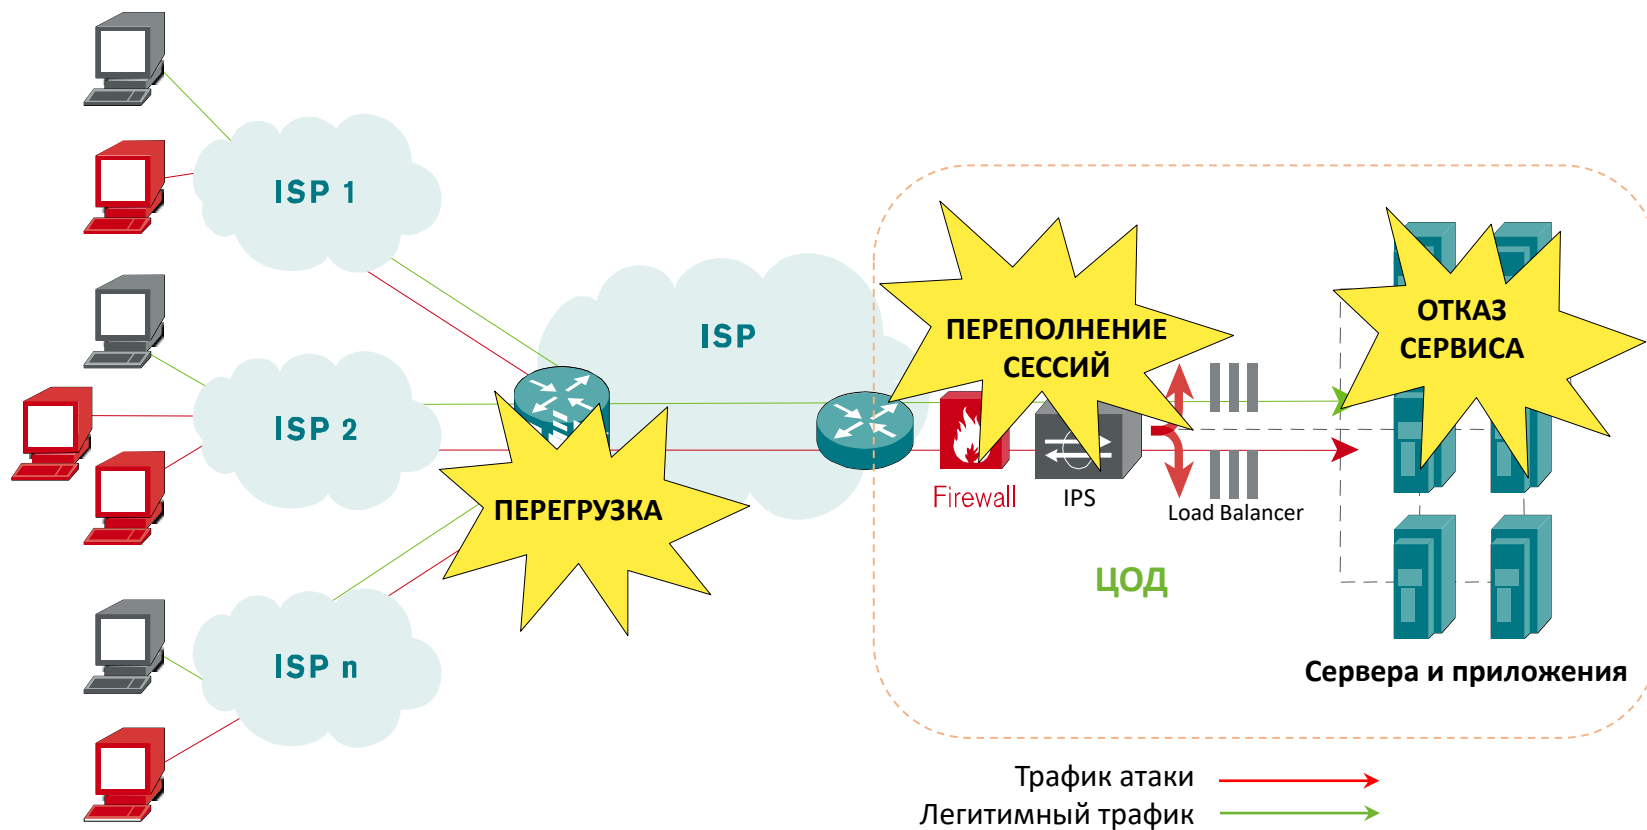 ISP 1
ISP
ISP 2
ISP n
ПЕРЕГРУЗКА
ПЕРЕПОЛНЕНИЕ
СЕССИЙ
ОТКАЗ
СЕРВИСА
Firewall
IPS
Load Balancer
ЦОД
Сервера и приложения
Трафик атаки
Легитимный трафик